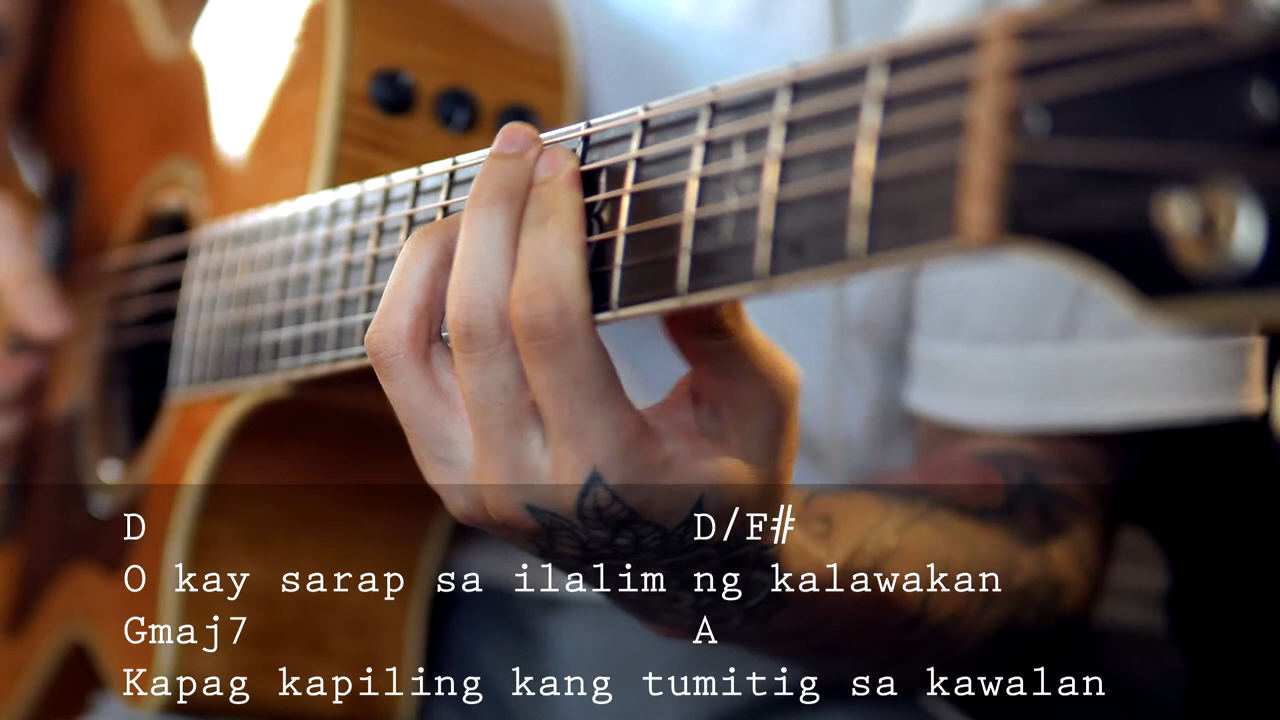 D D/F#
O kay sarap sa ilalim ng kalawakan
Gmaj7 A
Kapag kapiling kang tumitig sa kawalan